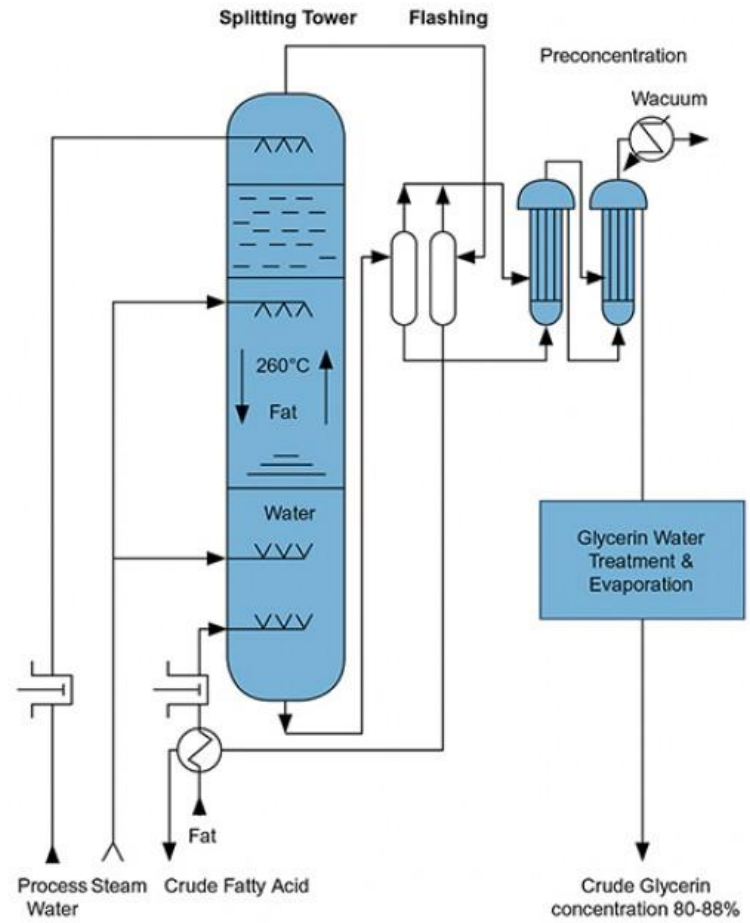 Splitting Tower
Flashing
Preconcentration
Wacuum
260°C
Fat
Water
Glycerin Water
Treatment &
Evaporation
Fat
Process Steam
Water
Crude Fatty Acid
Crude Glycerin
concentration 80-88%